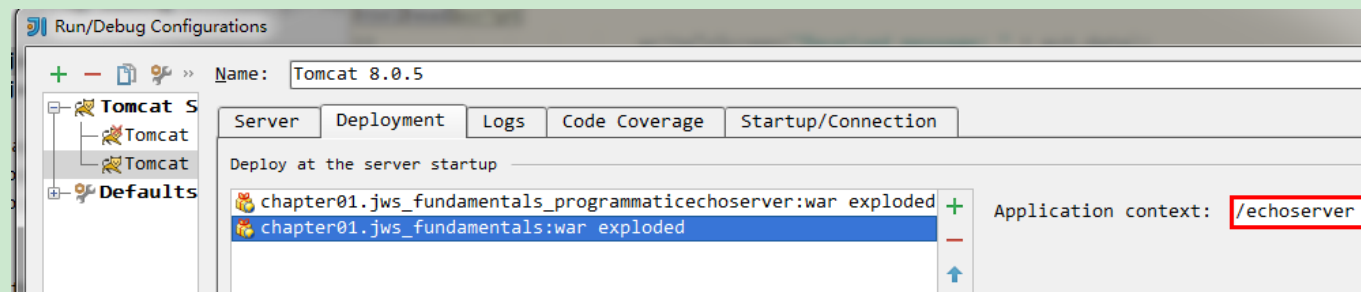 Run/Debug Configurations
Name: Tomcat 8.0.5
Tomcat S
Tomcat
Tomcat
Defaults
Server Deployment Logs Code Coverage Startup/Connection
Deploy at the server startup
chapter01.jws_fundamentals_programmaticechoserver:war exploded
chapter01.jws_fundamentals:war exploded
Application context: /echoserver